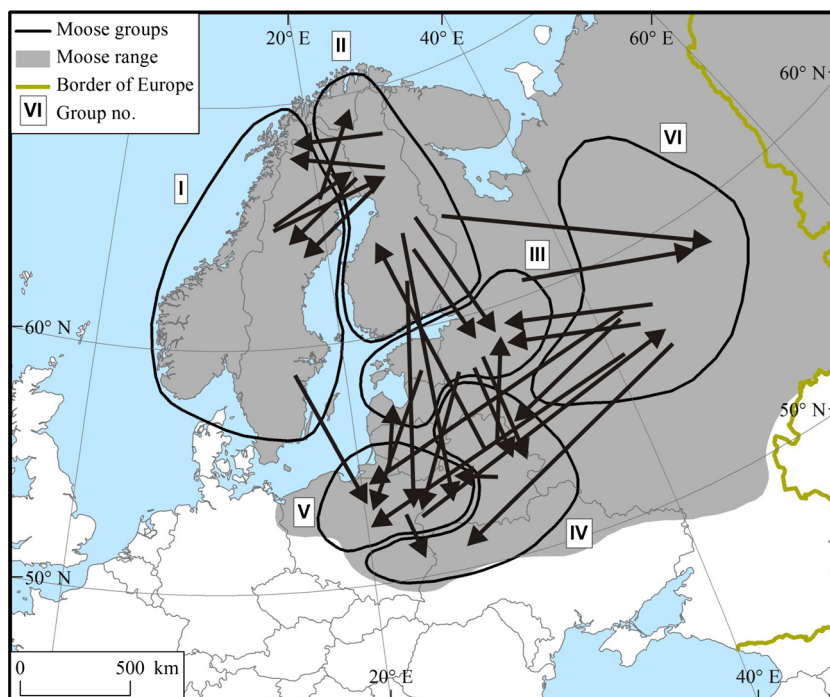 Moose groups
Moose range
Border of Europe
VI Group no.
20° E
40° E
60° E
60° N
II
VI
I
III
60° N
50° N
V
IV
50° N
0 500 km
20° E
40° E